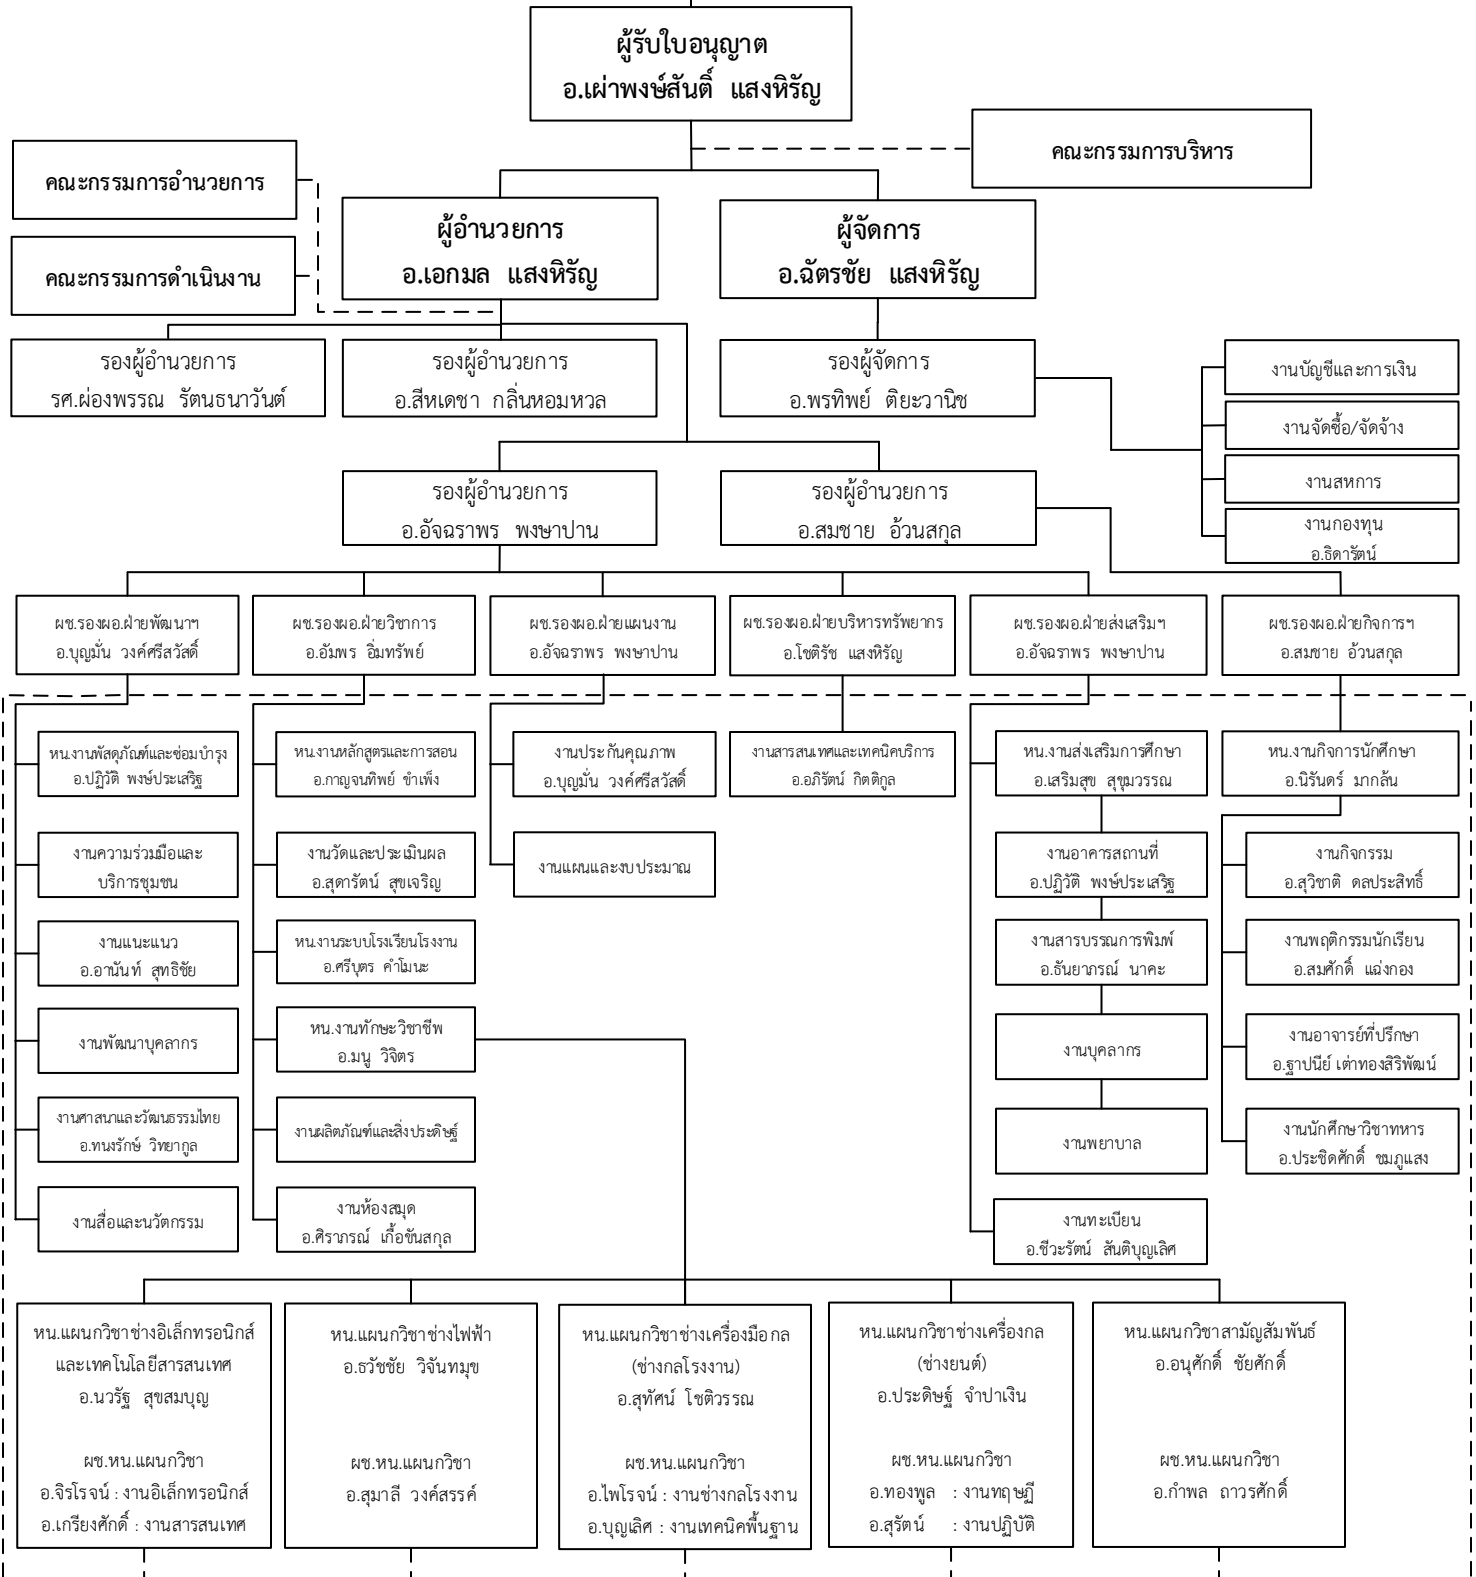 ผู้รับใบอนุญาต
อ.เผ่าพงษ์สันติ์ แสงหิรัญ
คณะกรรมการบริหาร
คณะกรรมการอำนวยการ
คณะกรรมการดำเนินงาน
ผู้อำนวยการ
อ.เอกมล แสงหิรัญ
ผู้จัดการ
อ.ฉัตรชัย แสงหิรัญ
รองผู้อำนวยการ
รศ.ผ่องพรรณ รัตนธนาวันต์
รองผู้อำนวยการ
อ.สีหเดชา กลิ่นหอมหวล
รองผู้จัดการ
อ.พรทิพย์ ติยะวานิช
งานบัญชีและการเงิน
งานจัดซื้อ/จัดจ้าง
งานสหการ
งานกองทุน
อ.ธิดารัตน์
รองผู้อำนวยการ
อ.อัจฉราพร พงษาปาน
รองผู้อำนวยการ
อ.สมชาย อ้วนสกุล
ผช.รองผอ.ฝ่ายพัฒนาฯ
อ.บุญมั่น วงค์ศรีสวัสดิ์
ผช.รองผอ.ฝ่ายวิชาการ
อ.อัมพร อิ่มทรัพย์
ผช.รองผอ.ฝ่ายแผนงาน
อ.อัจฉราพร พงษาปาน
ผช.รองผอ.ฝ่ายบริหารทรัพยากร
อ.โชติรัช แสงหิรัญ
ผช.รองผอ.ฝ่ายส่งเสริมฯ
อ.อัจฉราพร พงษาปาน
ผช.รองผอ.ฝ่ายกิจการฯ
อ.สมชาย อ้วนสกุล
หน.งานพัสดุภัณฑ์และซ่อมบำรุง
อ.ปฏิวัติ พงษ์ประเสริฐ
งานความร่วมมือและ
บริการชุมชน
งานแนะแนว
อ.อานันท์ สุทธิชัย
งานพัฒนาบุคลากร
งานศาสนาและวัฒนธรรมไทย
อ.ทนงรักษ์ วิทยากูล
งานสื่อและนวัตกรรม
หน.งานหลักสูตรและการสอน
อ.กาญจนทิพย์ ขำเพ็ง
งานวัดและประเมินผล
อ.สุดารัตน์ สุขเจริญ
หน.งานระบบโรงเรียนโรงงาน
อ.ศรีบุตร คำโมนะ
หน.งานทักษะวิชาชีพ
อ.มนู วิจิตร
งานผลิตภัณฑ์และสิ่งประดิษฐ์
งานห้องสมุด
อ.ศิราภรณ์ เกื้อขันสกุล
งานประกันคุณภาพ
อ.บุญมั่น วงค์ศรีสวัสดิ์
งานแผนและงบประมาณ
งานสารสนเทศและเทคนิคบริการ
อ.อภิรัตน์ กิตติกูล
หน.งานส่งเสริมการศึกษา
อ.เสริมสุข สุขุมวรรณ
งานอาคารสถานที่
อ.ปฏิวัติ พงษ์ประเสริฐ
งานสารบรรณการพิมพ์
อ.ธันยาภรณ์ นาคะ
งานบุคลากร
งานพยาบาล
งานทะเบียน
อ.ชีวะรัตน์ สันติบุญเลิศ
หน.งานกิจการนักศึกษา
อ.นิรันดร์ มากล้น
งานกิจกรรม
อ.สุวิชาติ ดลประสิทธิ์
งานพฤติกรรมนักเรียน
อ.สมศักดิ์ แฉ่งกอง
งานอาจารย์ที่ปรึกษา
อ.ฐาปนีย์ เต่าทองสิริพัฒน์
งานนักศึกษาวิชาทหาร
อ.ประชิดศักดิ์ ชมภูแสง
หน.แผนกวิชาช่างอิเล็กทรอนิกส์
และเทคโนโลยีสารสนเทศ
อ.นวรัฐ สุขสมบุญ
ผช.หน.แผนกวิชา
อ.จิรโรจน์ : งานอิเล็กทรอนิกส์
อ.เกรียงศักดิ์ : งานสารสนเทศ
หน.แผนกวิชาช่างไฟฟ้า
อ.ธวัชชัย วิจันทมุข
ผช.หน.แผนกวิชา
อ.สุมาลี วงค์สรรค์
หน.แผนกวิชาช่างเครื่องมือกล
(ช่างกลโรงงาน)
อ.สุทัศน์ โชติวรรณ
ผช.หน.แผนกวิชา
อ.ไพโรจน์ : งานช่างกลโรงงาน
อ.บุญเลิศ : งานเทคนิคพื้นฐาน
หน.แผนกวิชาช่างเครื่องกล
(ช่างยนต์)
อ.ประดิษฐ์ จำปาเงิน
ผช.หน.แผนกวิชา
อ.ทองพูล : งานทฤษฏี
อ.สุรัตน์ : งานปฏิบัติ
หน.แผนกวิชาสามัญสัมพันธ์
อ.อนุศักดิ์ ชัยศักดิ์
ผช.หน.แผนกวิชา
อ.กำพล ถาวรศักดิ์